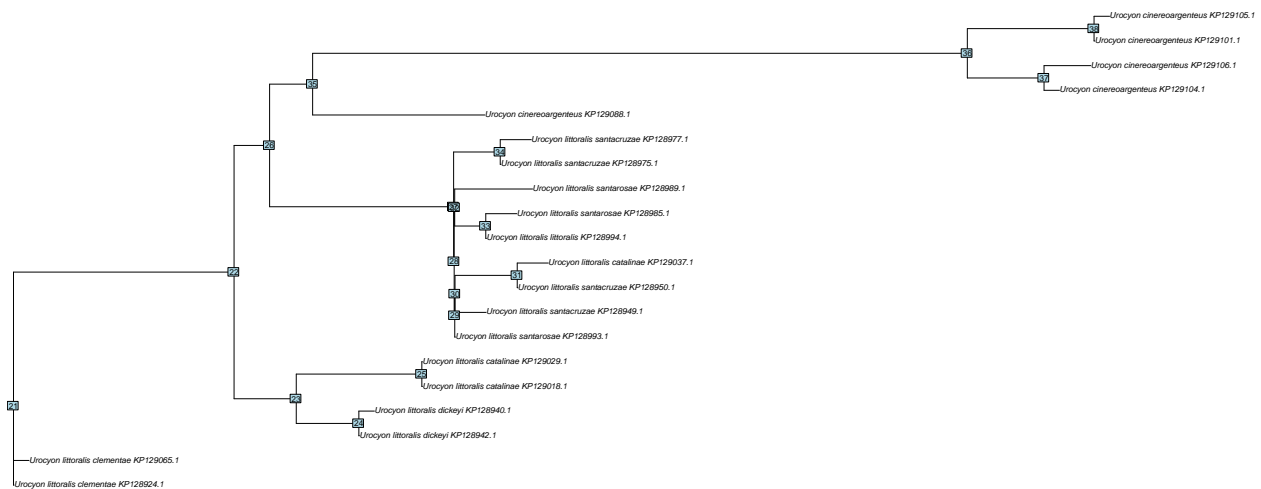 Urocyon cinereoargenteus KP129105.1
38
Urocyon cinereoargenteus KP129101.1
36
Urocyon cinereoargenteus KP129106.1
37
35
Urocyon cinereoargenteus KP129104.1
Urocyon cinereoargenteus KP129088.1
Urocyon littoralis santacruzae KP128977.1
26
34
Urocyon littoralis santacruzae KP128975.1
Urocyon littoralis santarosae KP128989.1
Urocyon littoralis santarosae KP128985.1
33
Urocyon littoralis littoralis KP128994.1
28
Urocyon littoralis catalinae KP129037.1
22
31
Urocyon littoralis santacruzae KP128950.1
30
Urocyon littoralis santacruzae KP128949.1
29
Urocyon littoralis santarosae KP128993.1
Urocyon littoralis catalinae KP129029.1
25
Urocyon littoralis catalinae KP129018.1
23
21
Urocyon littoralis dickeyi KP128940.1
24
Urocyon littoralis dickeyi KP128942.1
Urocyon littoralis clementae KP129065.1
Urocyon littoralis clementae KP128924.1